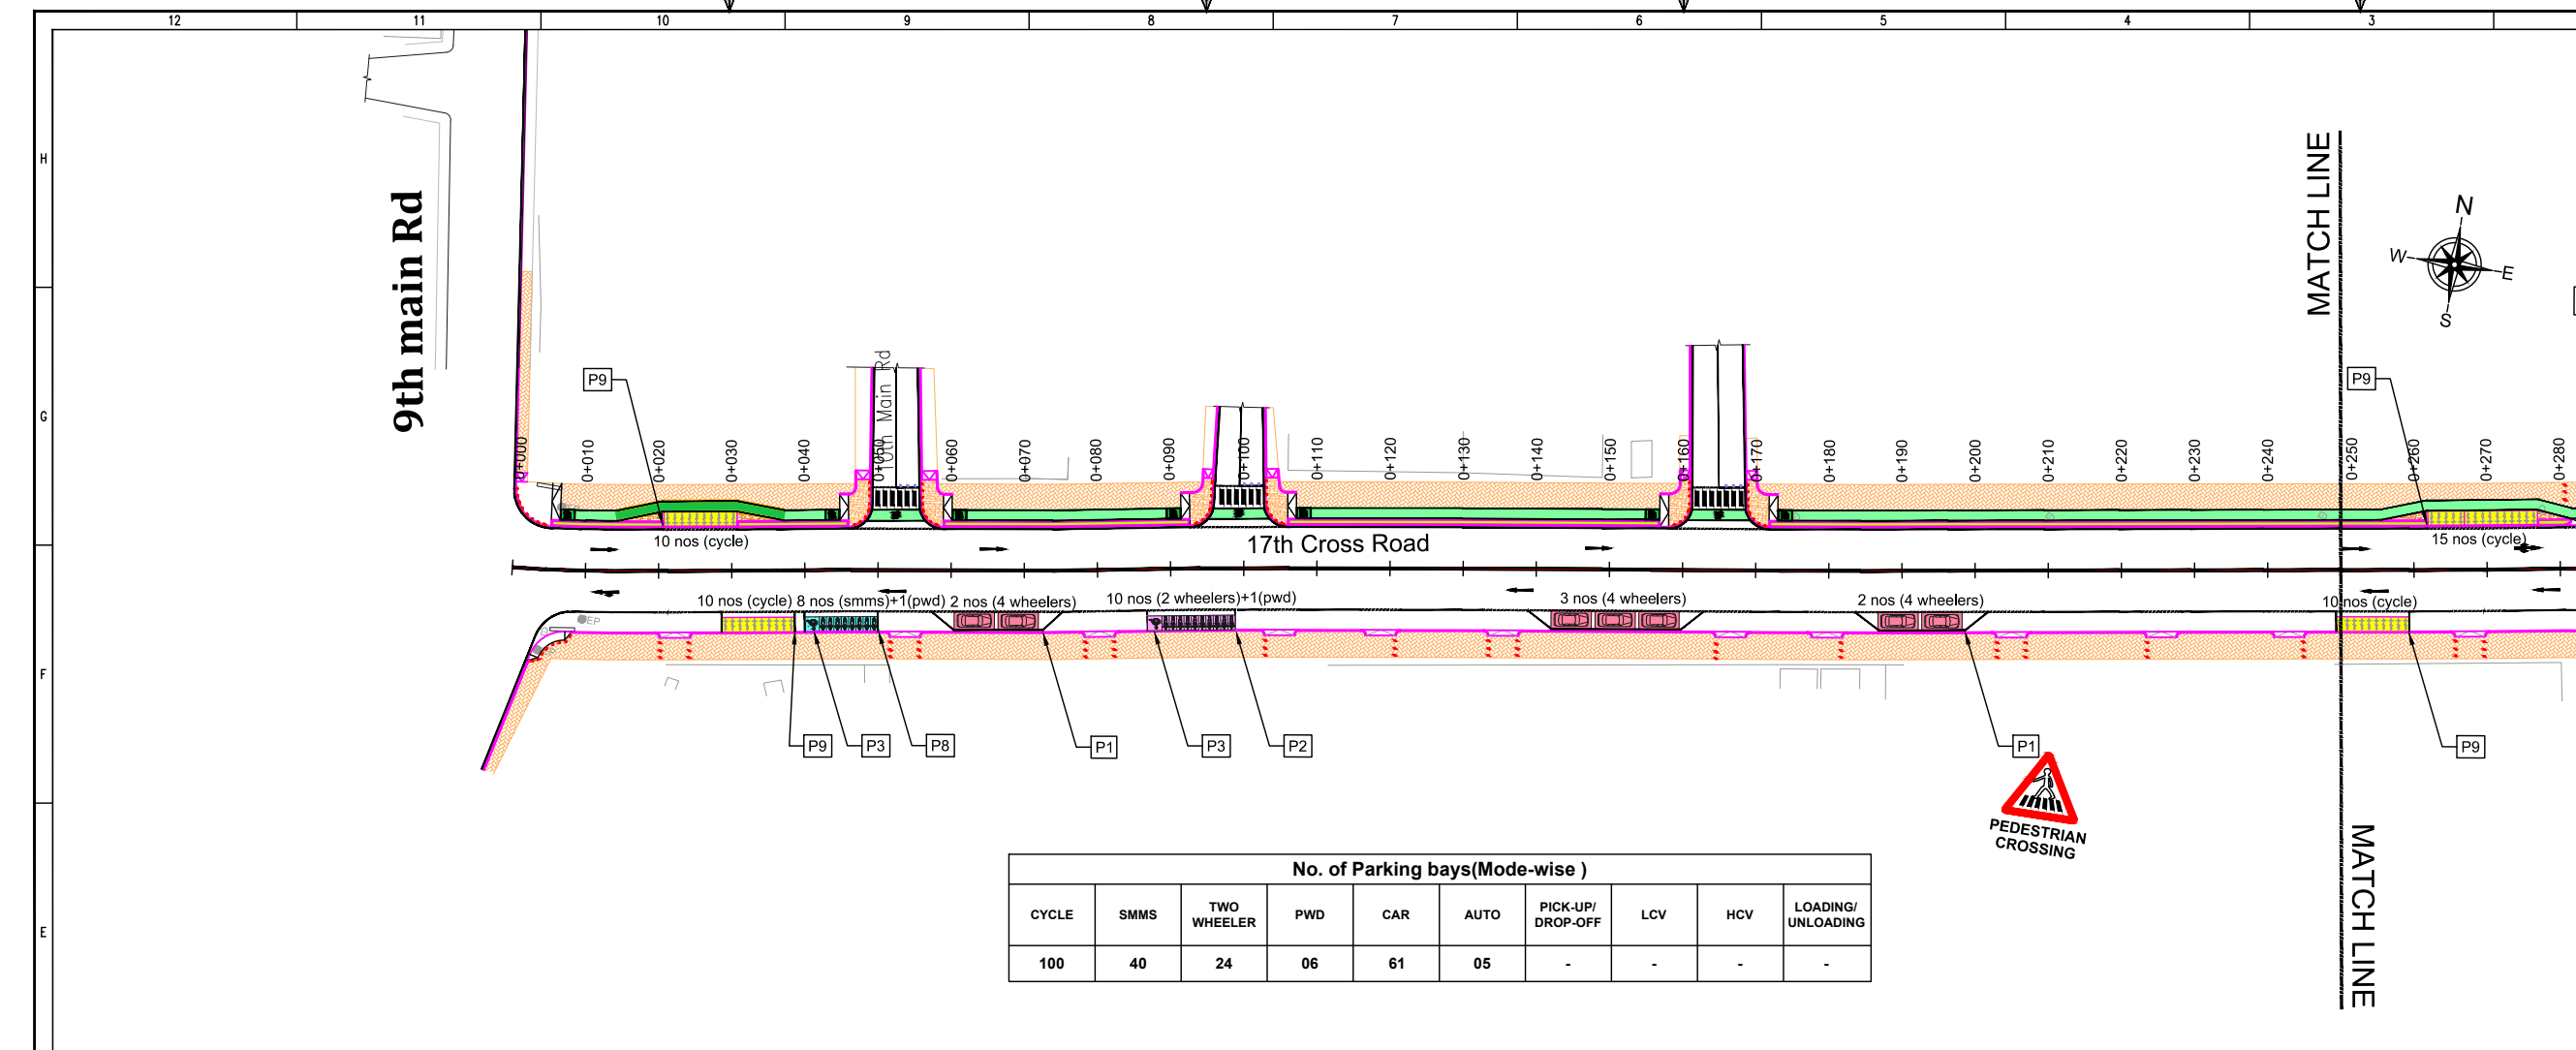 12 11 10 9 8 7 6 5 4 3
H
G
F
E
9th main Rd
10th Main Rd
MATCH LINE
N
W
E
S
P9
P9
0+000 0+010 0+020 0+030 0+040 0+050 0+060 0+070 0+080 0+090 0+100 0+110 0+120 0+130 0+140 0+150 0+160 0+170 0+180 0+190 0+200 0+210 0+220 0+230 0+240 0+250 0+260 0+270 0+280
10 nos (cycle)
17th Cross Road
15 nos (cycle)
10 nos (cycle) 8 nos (smms)+1(pwd) 2 nos (4 wheelers)
10 nos (2 wheelers)+1(pwd)
3 nos (4 wheelers)
2 nos (4 wheelers)
10 nos (cycle)
EP
P9 P3 P8 P1 P3 P2 P1 P9
PEDESTRIAN
CROSSING
MATCH LINE
No. of Parking bays(Mode-wise )
CYCLE SMMS TWO WHEELER PWD CAR AUTO PICK-UP/ DROP-OFF LCV HCV LOADING/ UNLOADING
100 40 24 06 61 05 - - - -